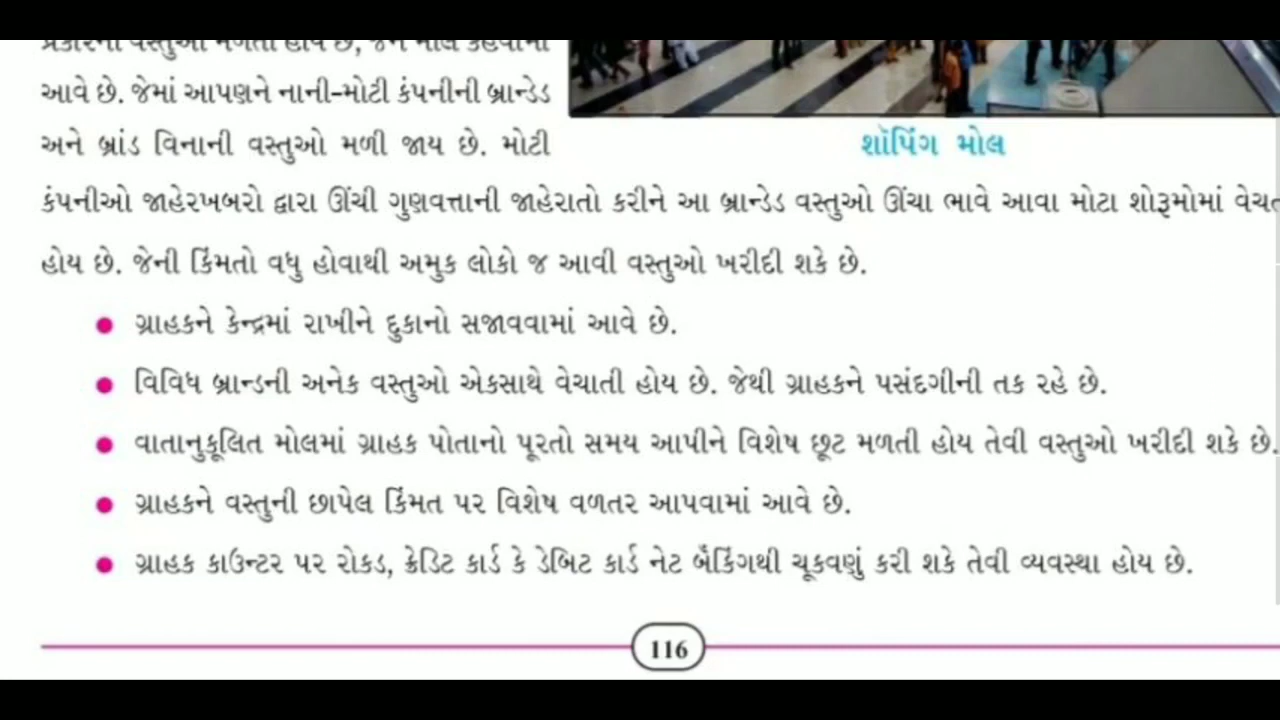 આવે છે. જેમાં આપણને નાની-મોટી કંપનીની બ્રાન્ડેડ
અને બ્રાંડ વિનાની વસ્તુઓ મળી જાય છે. મોટી
શૉપિંગ મોલ
કંપનીઓ જાહેરખબરો દ્વારા ઊંચી ગુણવત્તાની જાહેરાતો કરીને આ બ્રાન્ડેડ વસ્તુઓ ઊંચા ભાવે આવા મોટા શોરૂમોમાં
હોય છે. જેની કિંમતો વધુ હોવાથી અમુક લોકો જ આવી વસ્તુઓ ખરીદી શકે છે.
● ગ્રાહકને કેન્દ્રમાં રાખીને દુકાનો સજાવવામાં આવે છે.
● વિવિધ બ્રાન્ડની અનેક વસ્તુઓ એકસાથે વેચાતી હોય છે. જેથી ગ્રાહકને પસંદગીની તક રહે છે.
● વાતાનુકૂલિત મોલમાં ગ્રાહક પોતાનો પૂરતો સમય આપીને વિશેષ છૂટ મળતી હોય તેવી વસ્તુઓ ખરીદી શકે છે.
● ગ્રાહકને વસ્તુની છાપેલ કિંમત પર વિશેષ વળતર આપવામાં આવે છે.
● ગ્રાહક કાઉન્ટર પર રોકડ, ક્રેડિટ કાર્ડ કે ડેબિટ કાર્ડ નેટ બૅંકિંગથી ચૂકવણું કરી શકે તેવી વ્યવસ્થા હોય છે.
116